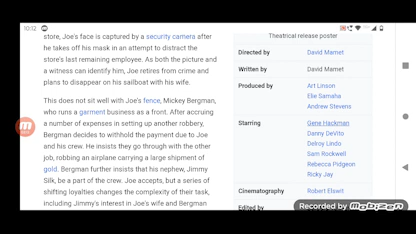 10:12
store, Joe's face is captured by a security camera after
he takes off his mask in an attempt to distract the
store's last remaining employee. As both the picture and
a witness can identify him, Joe retires from crime and
plans to disappear on his sailboat with his wife.
This does not sit well with Joe's fence, Mickey Bergman,
who runs a garment business as a front. After accruing
a number of expenses in setting up another robbery,
Bergman decides to withhold the payment due to Joe
and his crew. He insists they go through with the other
job, robbing an airplane carrying a large shipment of
gold. Bergman further insists that his nephew, Jimmy
Silk, be a part of the crew. Joe accepts, but a series of
shifting loyalties changes the complexity of their task,
including Jimmy's interest in Joe's wife and Bergman
Theatrical release poster
Directed by David Mamet
Written by David Mamet
Produced by Art Linson
Elie Samaha
Andrew Stevens
Starring Gene Hackman
Danny DeVito
Delroy Lindo
Sam Rockwell
Rebecca Pidgeon
Ricky Jay
Cinematography Robert Elswit
Edited by
Recorded by Mobizen